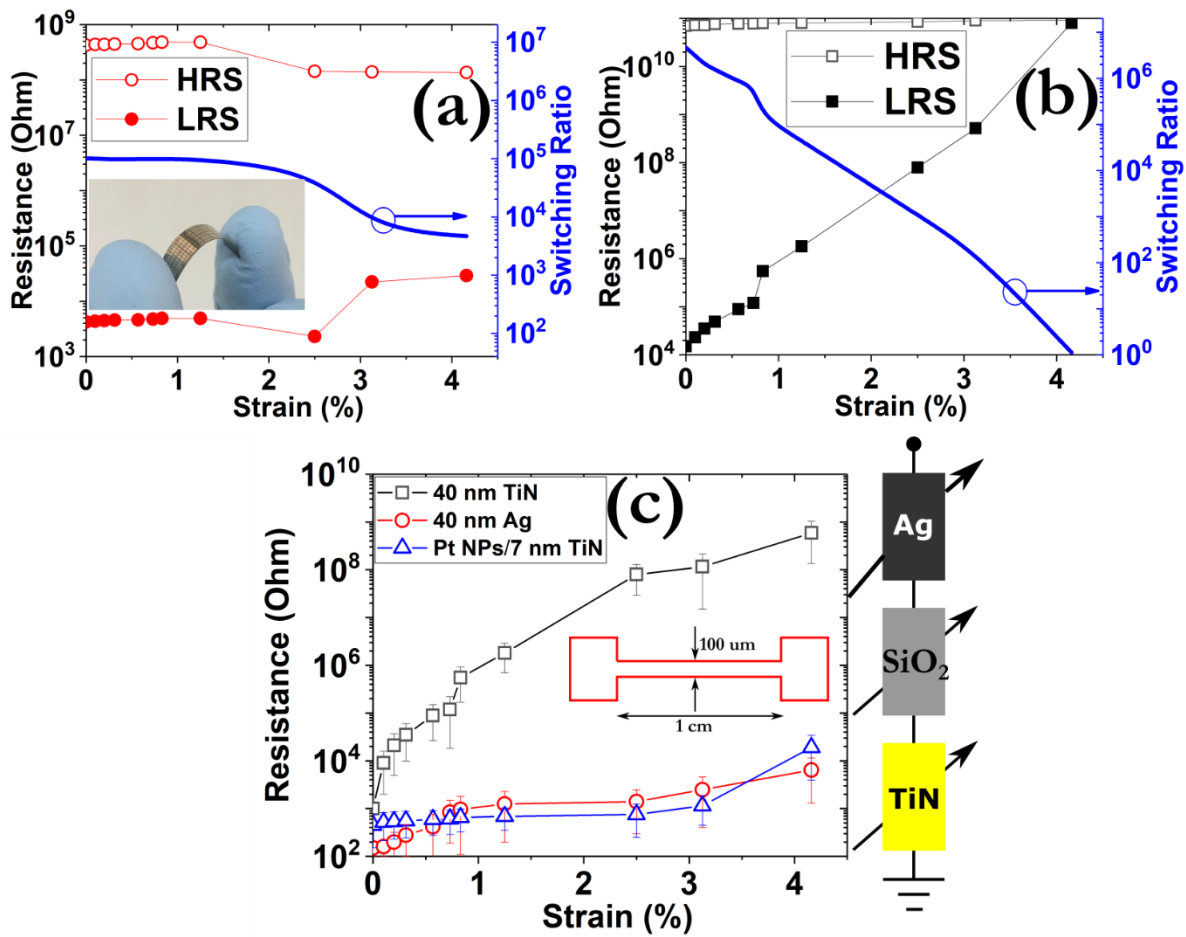 (a)
HRS
LRS
Resistance (Ohm)
10⁹
10⁷
10⁵
10³
Switching Ratio
10⁷
10⁶
10⁵
10⁴
10³
10²
0 1 2 3 4
Strain (%)
(b)
HRS
LRS
Resistance (Ohm)
10¹⁰
10⁸
10⁶
10⁴
Switching Ratio
10⁶
10⁴
10²
10⁰
0 1 2 3 4
Strain (%)
(c)
40 nm TiN
40 nm Ag
Pt NPs/7 nm TiN
Resistance (Ohm)
10¹⁰
10⁸
10⁶
10⁴
10²
100 um
1 cm
0 1 2 3 4
Strain (%)
Ag
SiO₂
TiN